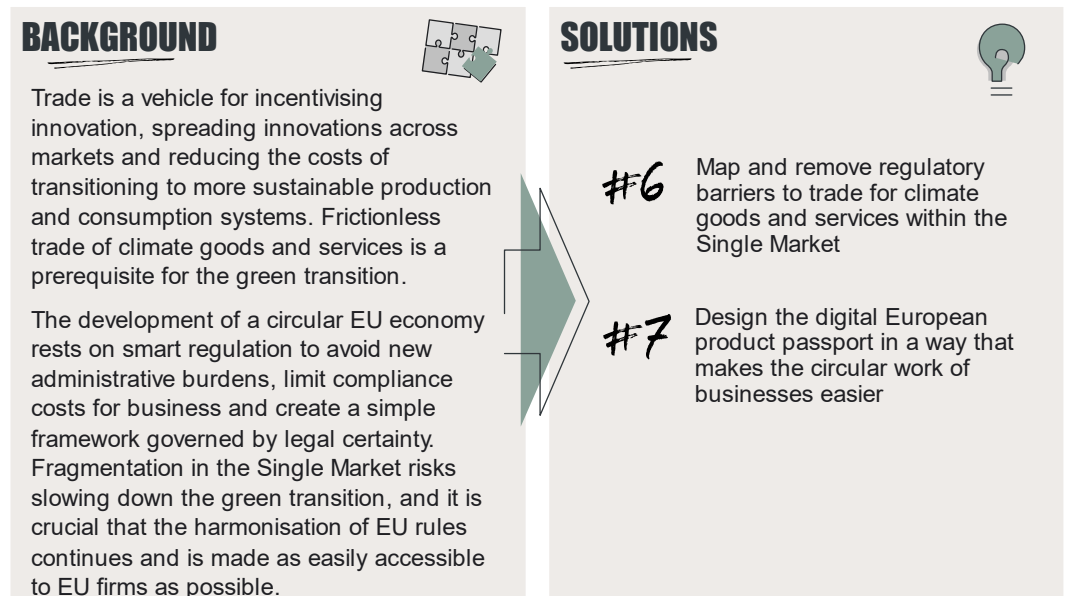 BACKGROUND
Trade is a vehicle for incentivising
innovation, spreading innovations across
markets and reducing the costs of
transitioning to more sustainable production
and consumption systems. Frictionless
trade of climate goods and services is a
prerequisite for the green transition.
The development of a circular EU economy
rests on smart regulation to avoid new
administrative burdens, limit compliance
costs for business and create a simple
framework governed by legal certainty.
Fragmentation in the Single Market risks
slowing down the green transition, and it is
crucial that the harmonisation of EU rules
continues and is made as easily accessible
to EU firms as possible.
SOLUTIONS
#6
Map and remove regulatory
barriers to trade for climate
goods and services within the
Single Market
#7
Design the digital European
product passport in a way that
makes the circular work of
businesses easier